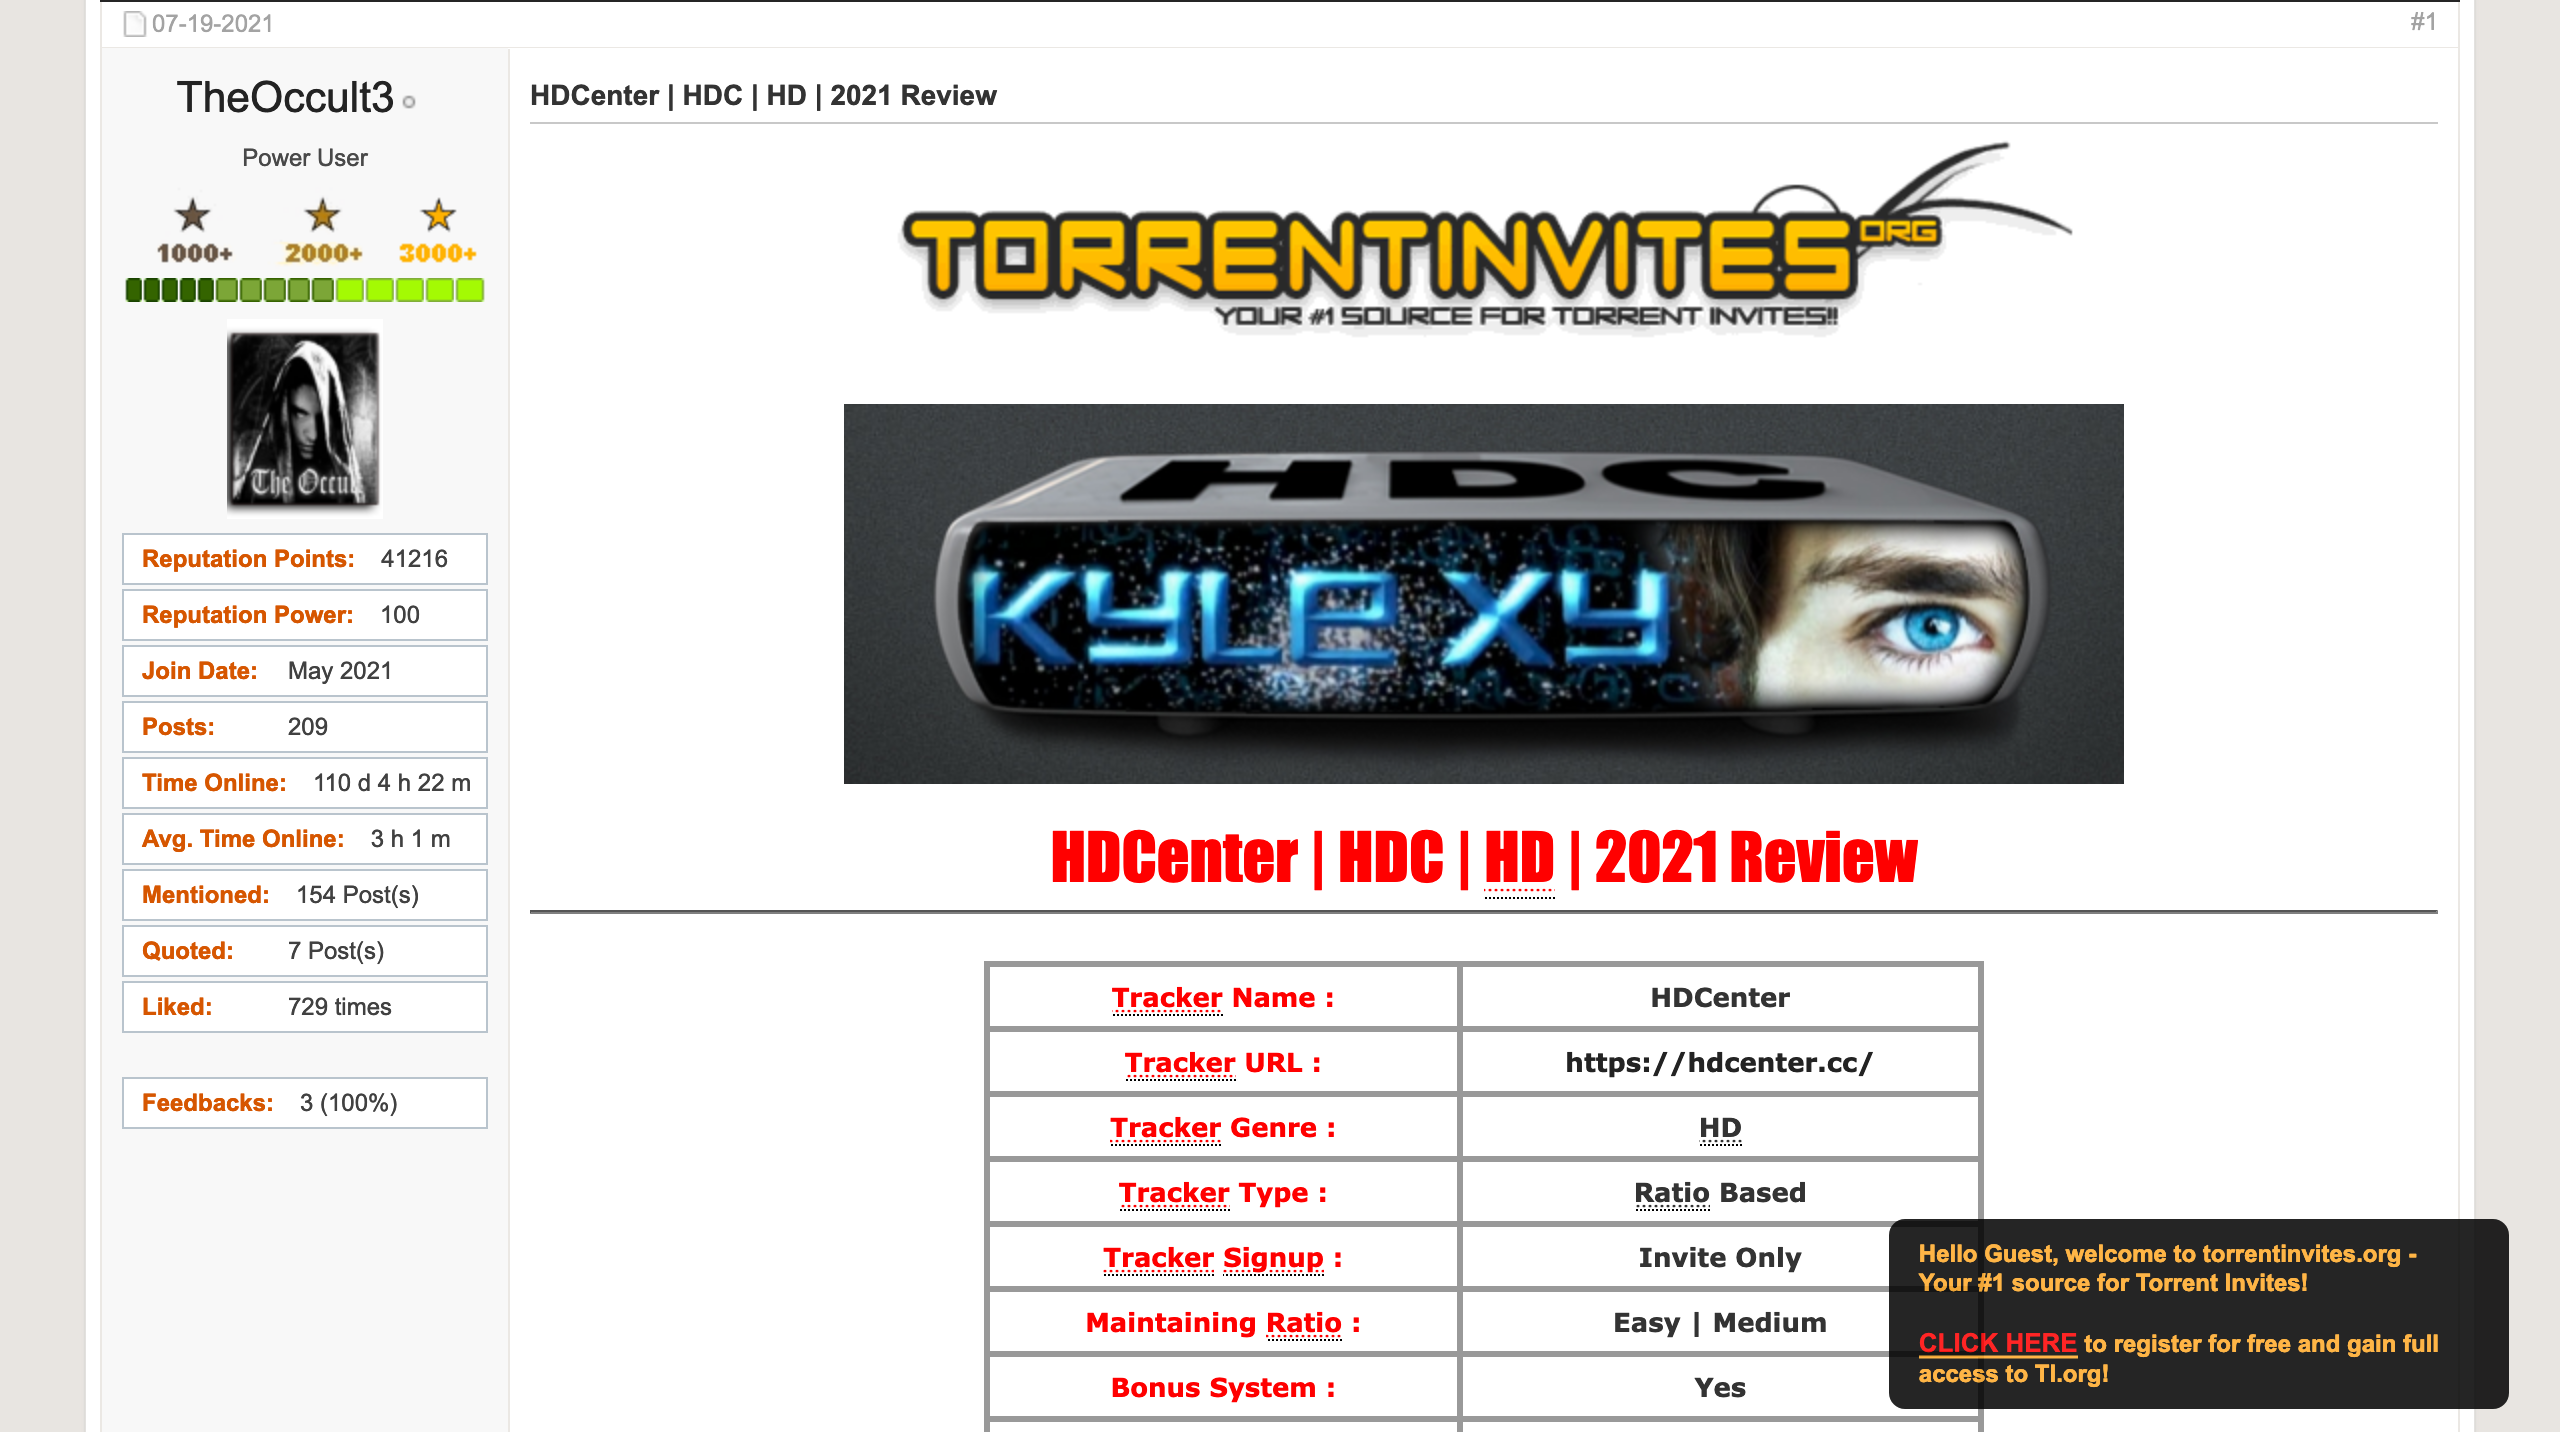 07-19-2021
#1
TheOccult3
Power User
1000+ 2000+ 3000+
The Occult
Reputation Points: 41216
Reputation Power: 100
Join Date: May 2021
Posts: 209
Time Online: 110 d 4 h 22 m
Avg. Time Online: 3 h 1 m
Mentioned: 154 Post(s)
Quoted: 7 Post(s)
Liked: 729 times
Feedbacks: 3 (100%)
HDCenter | HDC | HD | 2021 Review
TORRENTINVITES.ORG
YOUR #1 SOURCE FOR TORRENT INVITES!!
HDC
KYLE XY
HDCenter | HDC | HD | 2021 Review
Tracker Name : HDCenter
Tracker URL : https://hdcenter.cc/
Tracker Genre : HD
Tracker Type : Ratio Based
Tracker Signup : Invite Only
Maintaining Ratio : Easy | Medium
Bonus System : Yes
Hello Guest, welcome to torrentinvites.org -
Your #1 source for Torrent Invites!
CLICK HERE to register for free and gain full
access to TI.org!